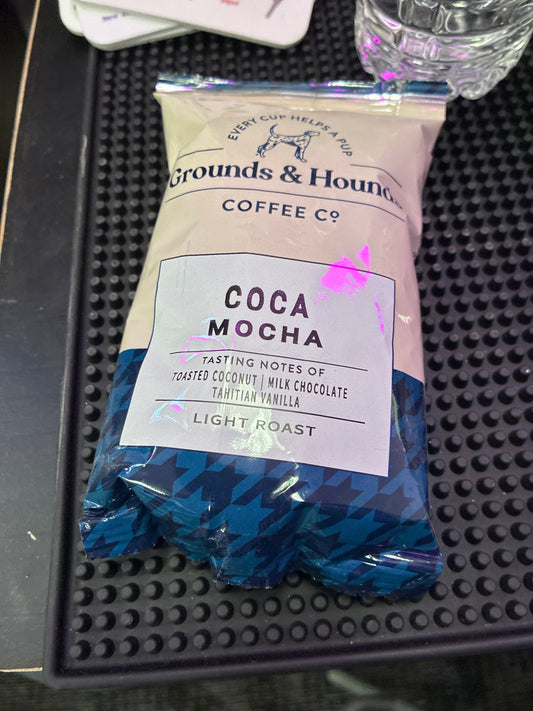 EVERY CUP HELPS A PUP
Grounds & Hounds
COFFEE Cº
COCA
MOCHA
TASTING NOTES OF
TOASTED COCONUT | MILK CHOCOLATE
TAHITIAN VANILLA
LIGHT ROAST